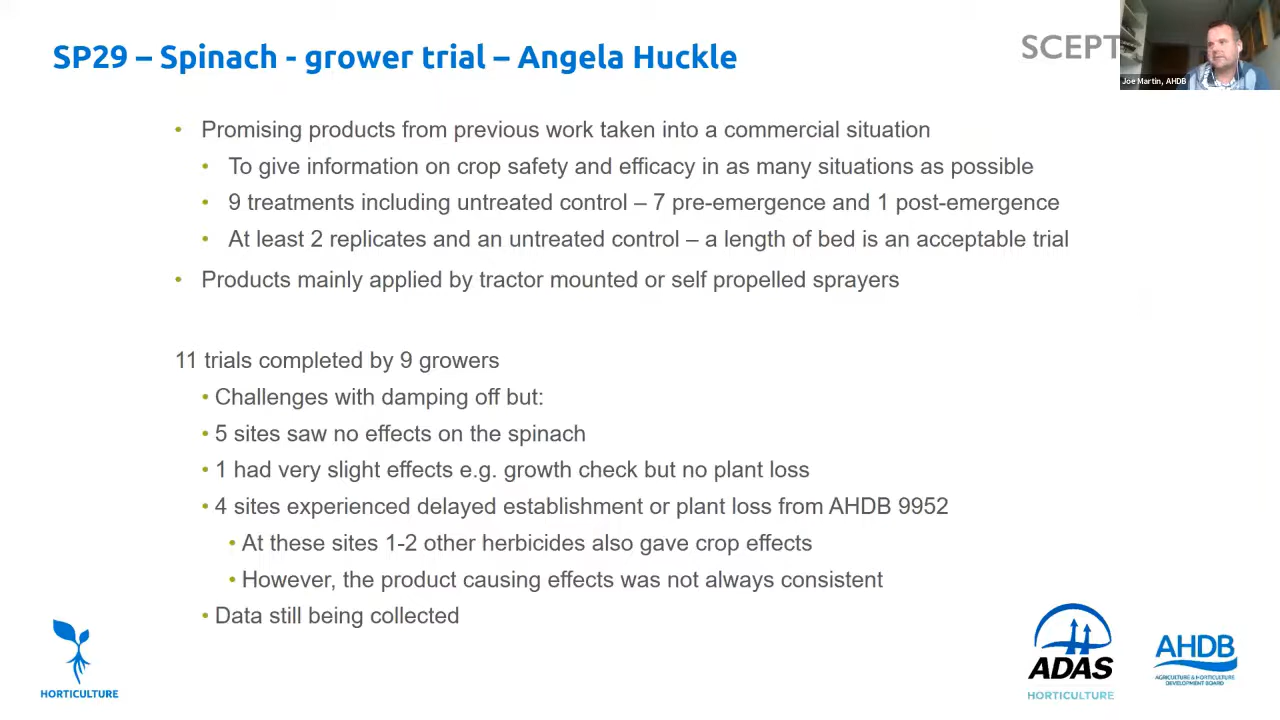 SP29 – Spinach - grower trial – Angela Huckle
SCEPT
Joe Martin, AHDB
• Promising products from previous work taken into a commercial situation
• To give information on crop safety and efficacy in as many situations as possible
• 9 treatments including untreated control – 7 pre-emergence and 1 post-emergence
• At least 2 replicates and an untreated control – a length of bed is an acceptable trial
• Products mainly applied by tractor mounted or self propelled sprayers
11 trials completed by 9 growers
• Challenges with damping off but:
• 5 sites saw no effects on the spinach
• 1 had very slight effects e.g. growth check but no plant loss
• 4 sites experienced delayed establishment or plant loss from AHDB 9952
• At these sites 1-2 other herbicides also gave crop effects
• However, the product causing effects was not always consistent
• Data still being collected
HORTICULTURE
ADAS
HORTICULTURE
AHDB
AGRICULTURE & HORTICULTURE
DEVELOPMENT BOARD